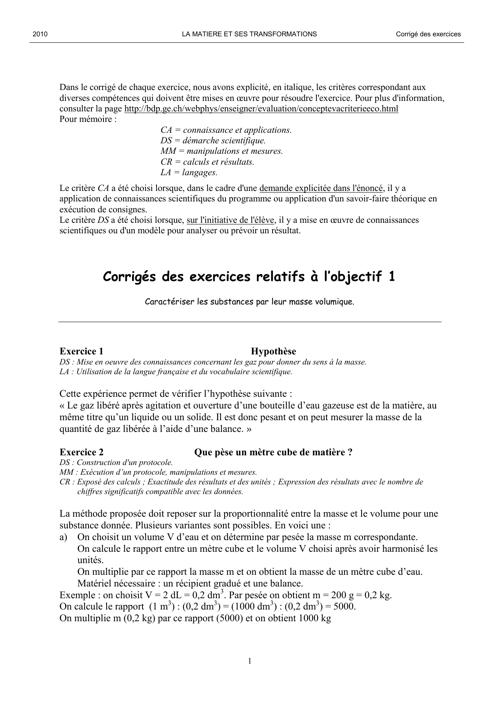 2010 LA MATIERE ET SES TRANSFORMATIONS Corrigé des exercices
Dans le corrigé de chaque exercice, nous avons explicité, en italique, les critères correspondant aux
diverses compétences qui doivent être mises en œuvre pour résoudre l'exercice. Pour plus d'information,
consulter la page http://bdp.ge.ch/webphys/enseigner/evaluation/conceptevacriterieeco.html
Pour mémoire :
CA = connaissance et applications.
DS = démarche scientifique.
MM = manipulations et mesures.
CR = calculs et résultats.
LA = langages.
Le critère CA a été choisi lorsque, dans le cadre d'une demande explicitée dans l'énoncé, il y a
application de connaissances scientifiques du programme ou application d'un savoir-faire théorique en
exécution de consignes.
Le critère DS a été choisi lorsque, sur l'initiative de l'élève, il y a mise en œuvre de connaissances
scientifiques ou d'un modèle pour analyser ou prévoir un résultat.
Corrigés des exercices relatifs à l'objectif 1
Caractériser les substances par leur masse volumique.
Exercice 1 Hypothèse
DS : Mise en oeuvre des connaissances concernant les gaz pour donner du sens à la masse.
LA : Utilisation de la langue française et du vocabulaire scientifique.
Cette expérience permet de vérifier l'hypothèse suivante :
« Le gaz libéré après agitation et ouverture d'une bouteille d'eau gazeuse est de la matière, au
même titre qu'un liquide ou un solide. Il est donc pesant et on peut mesurer la masse de la
quantité de gaz libérée à l'aide d'une balance. »
Exercice 2 Que pèse un mètre cube de matière ?
DS : Construction d'un protocole.
MM : Exécution d'un protocole, manipulations et mesures.
CR : Exposé des calculs ; Exactitude des résultats et des unités ; Expression des résultats avec le nombre de
chiffres significatifs compatible avec les données.
La méthode proposée doit reposer sur la proportionnalité entre la masse et le volume pour une
substance donnée. Plusieurs variantes sont possibles. En voici une :
a) On choisit un volume V d'eau et on détermine par pesée la masse m correspondante.
On calcule le rapport entre un mètre cube et le volume V choisi après avoir harmonisé les
unités.
On multiplie par ce rapport la masse m et on obtient la masse de un mètre cube d'eau.
Matériel nécessaire : un récipient gradué et une balance.
Exemple : on choisit V = 2 dL = 0,2 dm³. Par pesée on obtient m = 200 g = 0,2 kg.
On calcule le rapport (1 m³) : (0,2 dm³) = (1000 dm³) : (0,2 dm³) = 5000.
On multiplie m (0,2 kg) par ce rapport (5000) et on obtient 1000 kg
1